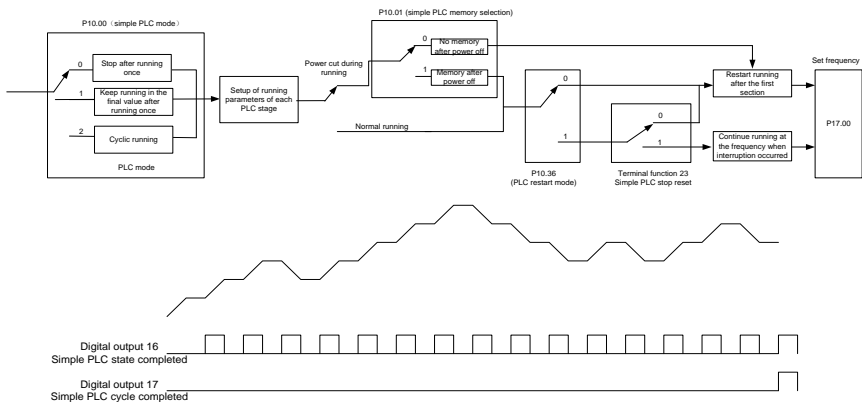 P10.00（simple PLC mode）
0
Stop after running
once
1
Keep running in the
final value after
running once
2
Cyclic running
PLC mode
Setup of running
parameters of each
PLC stage
Power cut during
running
Normal running
P10.01 (simple PLC memory selection)
0
No memory
after power off
1
Memory after
power off
0
1
P10.36
(PLC restart mode)
0
1
Terminal function 23
Simple PLC stop reset
Restart running
after the first
section
Continue running at
the frequency when
interruption occurred
Set frequency
P17.00
Digital output 16
Simple PLC state completed
Digital output 17
Simple PLC cycle completed